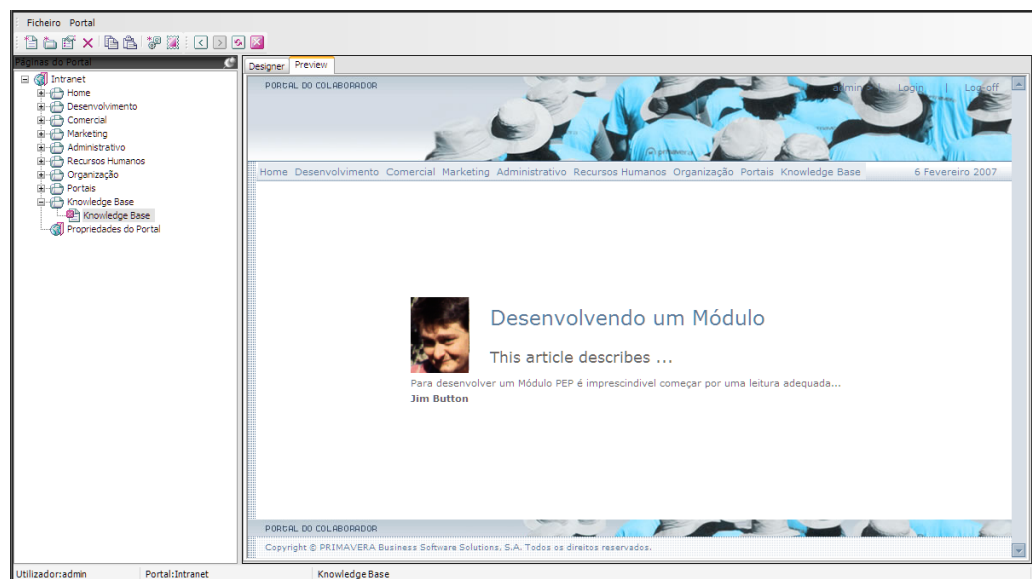 Ficheiro Portal
Páginas do Portal
Intranet
Home
Desenvolvimento
Comercial
Marketing
Administrativo
Recursos Humanos
Organização
Portais
Knowledge Base
Knowledge Base
Propriedades do Portal
Designer Preview
PORTAL DO COLABORADOR
admin | Login | Log-off
primavera
Home Desenvolvimento Comercial Marketing Administrativo Recursos Humanos Organização Portais Knowledge Base 6 Fevereiro 2007
Desenvolvendo um Módulo
This article describes ...
Para desenvolver um Módulo PEP é imprescindivel começar por uma leitura adequada...
Jim Button
PORTAL DO COLABORADOR
Copyright © PRIMAVERA Business Software Solutions, S.A. Todos os direitos reservados.
Utilizador:admin Portal:Intranet Knowledge Base